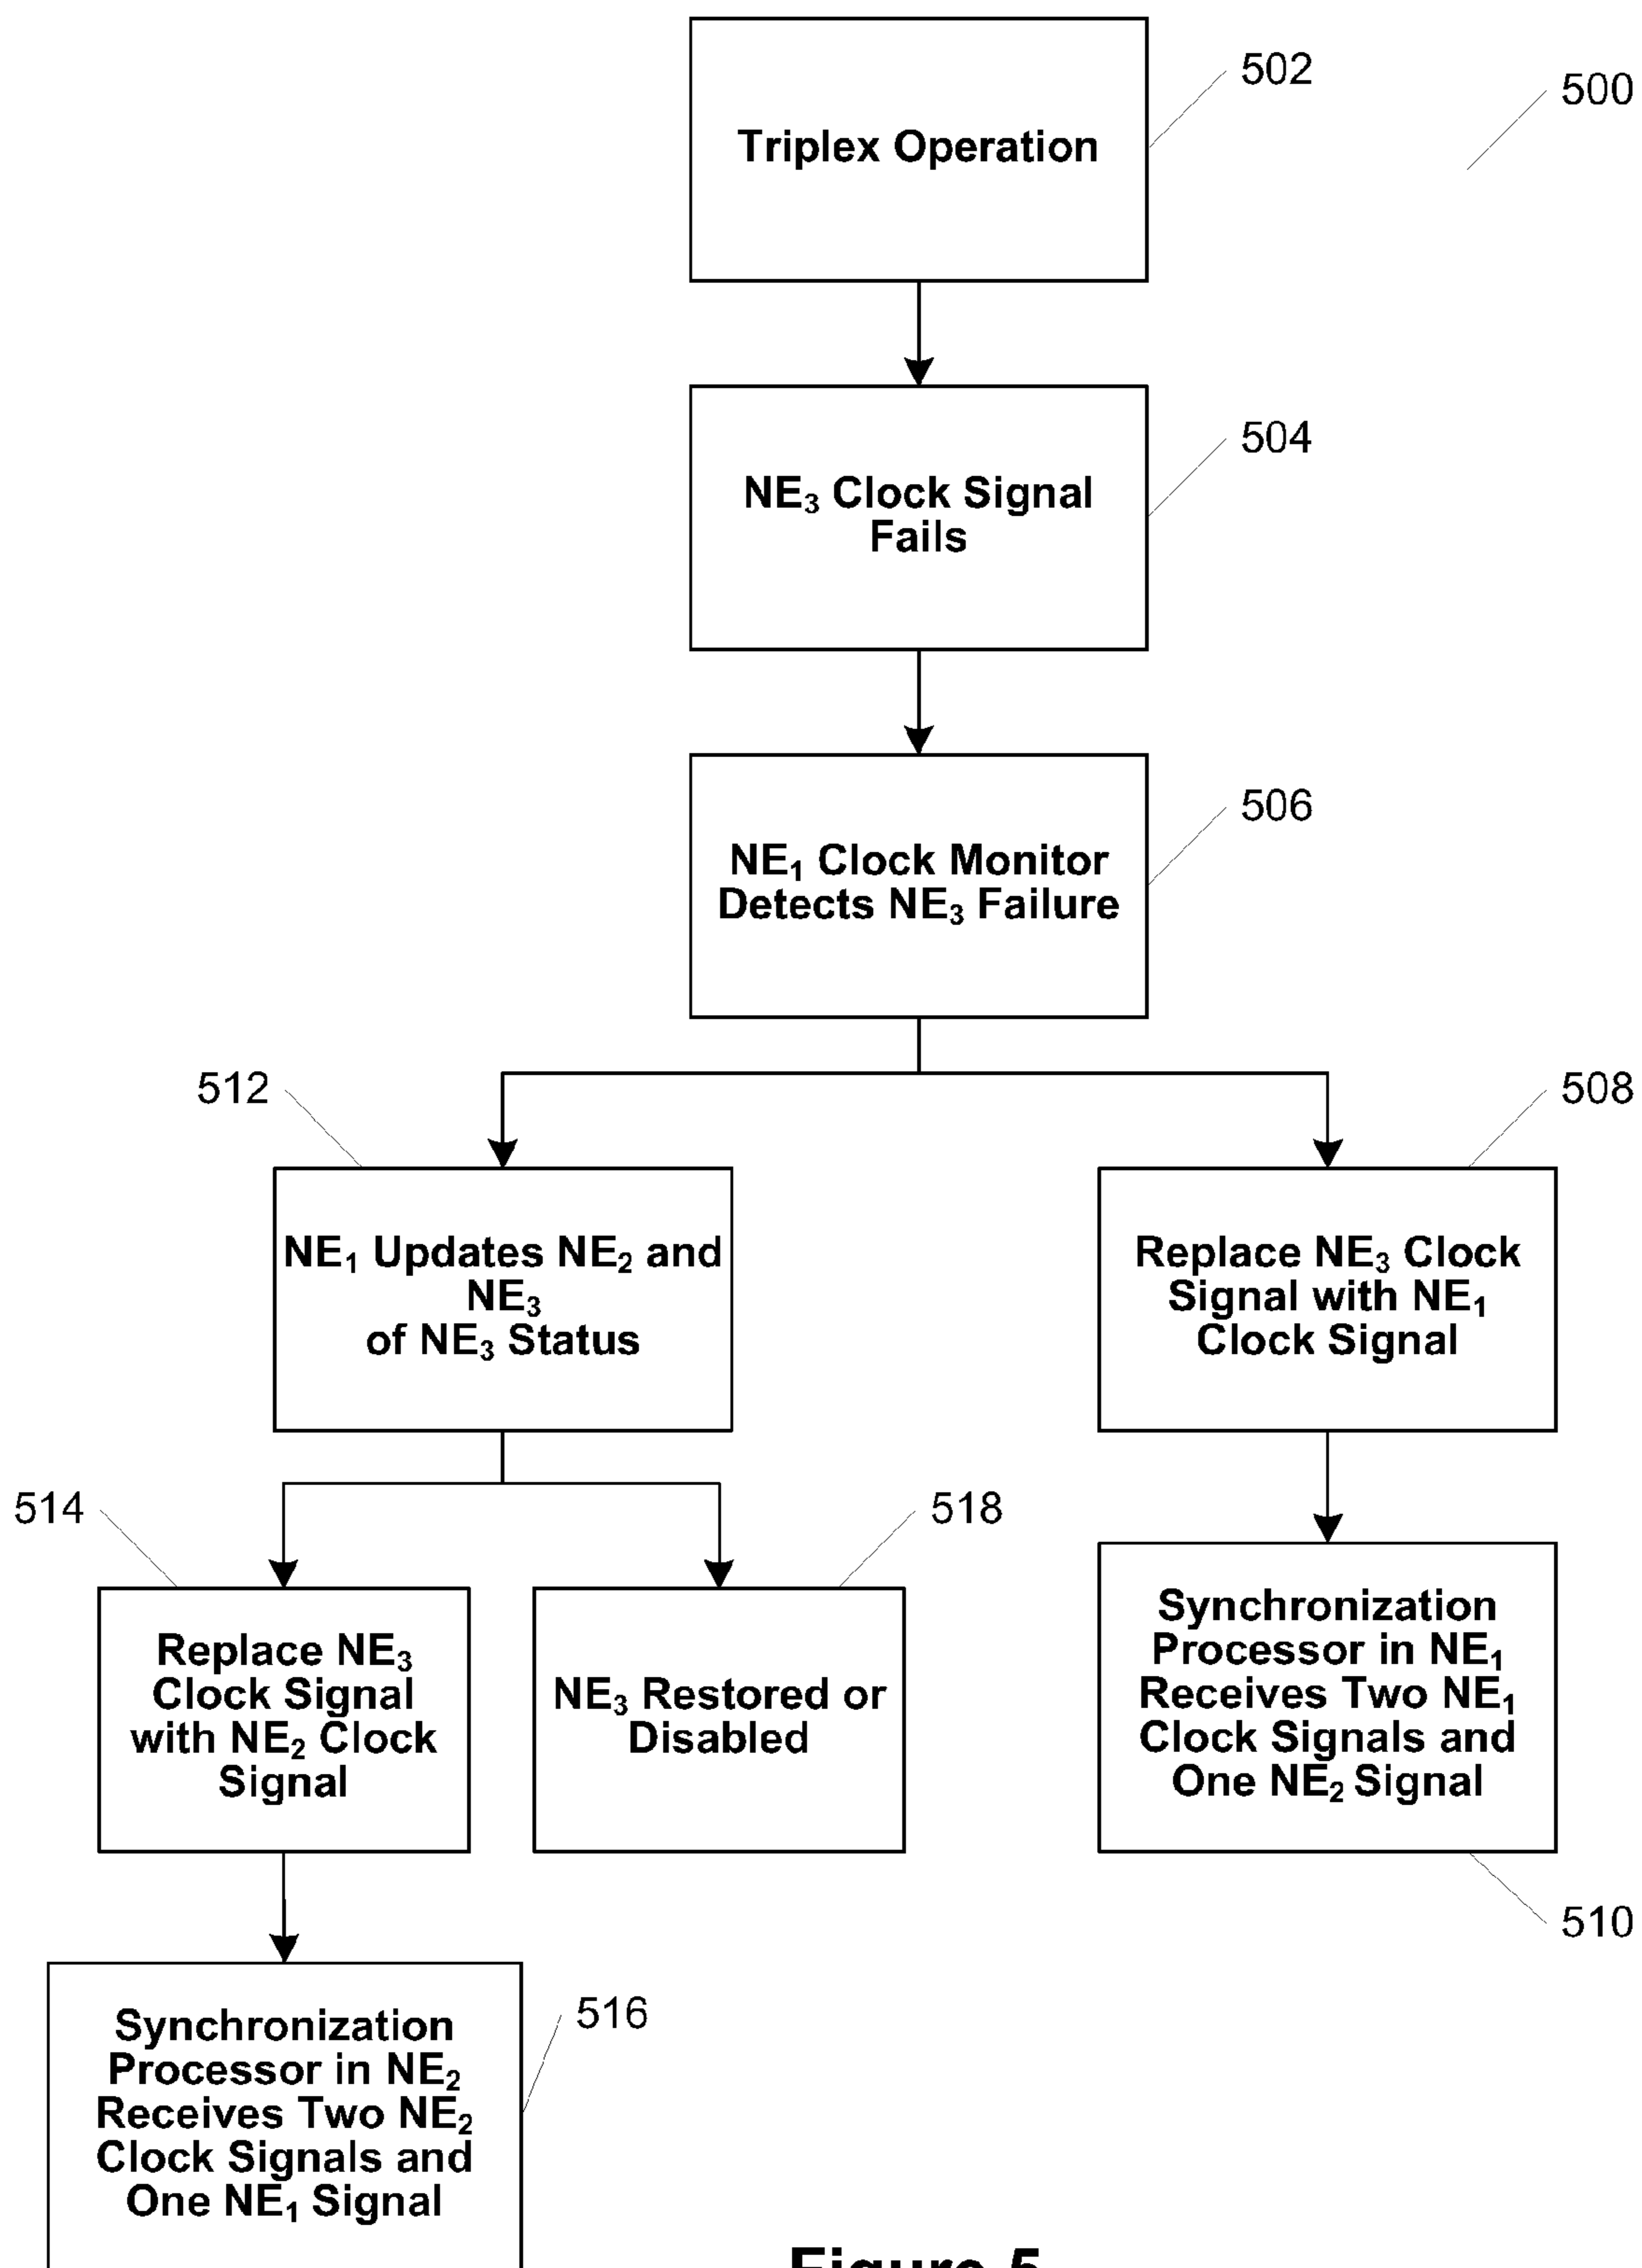 502
500
Triplex Operation
504
NE₃ Clock Signal
Fails
506
NE₁ Clock Monitor
Detects NE₃ Failure
512
508
NE₁ Updates NE₂ and
NE₃
of NE₃ Status
Replace NE₃ Clock
Signal with NE₁
Clock Signal
514
518
Replace NE₃
Clock Signal
with NE₂ Clock
Signal
NE₃ Restored or
Disabled
Synchronization
Processor in NE₁
Receives Two NE₁
Clock Signals and
One NE₂ Signal
510
516
Synchronization
Processor in NE₂
Receives Two NE₂
Clock Signals and
One NE₁ Signal
Figure 5